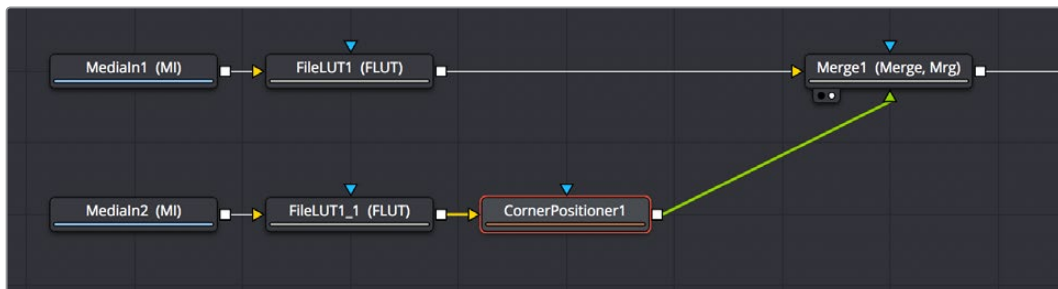 MediaIn1 (MI)
FileLUT1 (FLUT)
Merge1 (Merge, Mrg)
MediaIn2 (MI)
FileLUT1_1 (FLUT)
CornerPositioner1